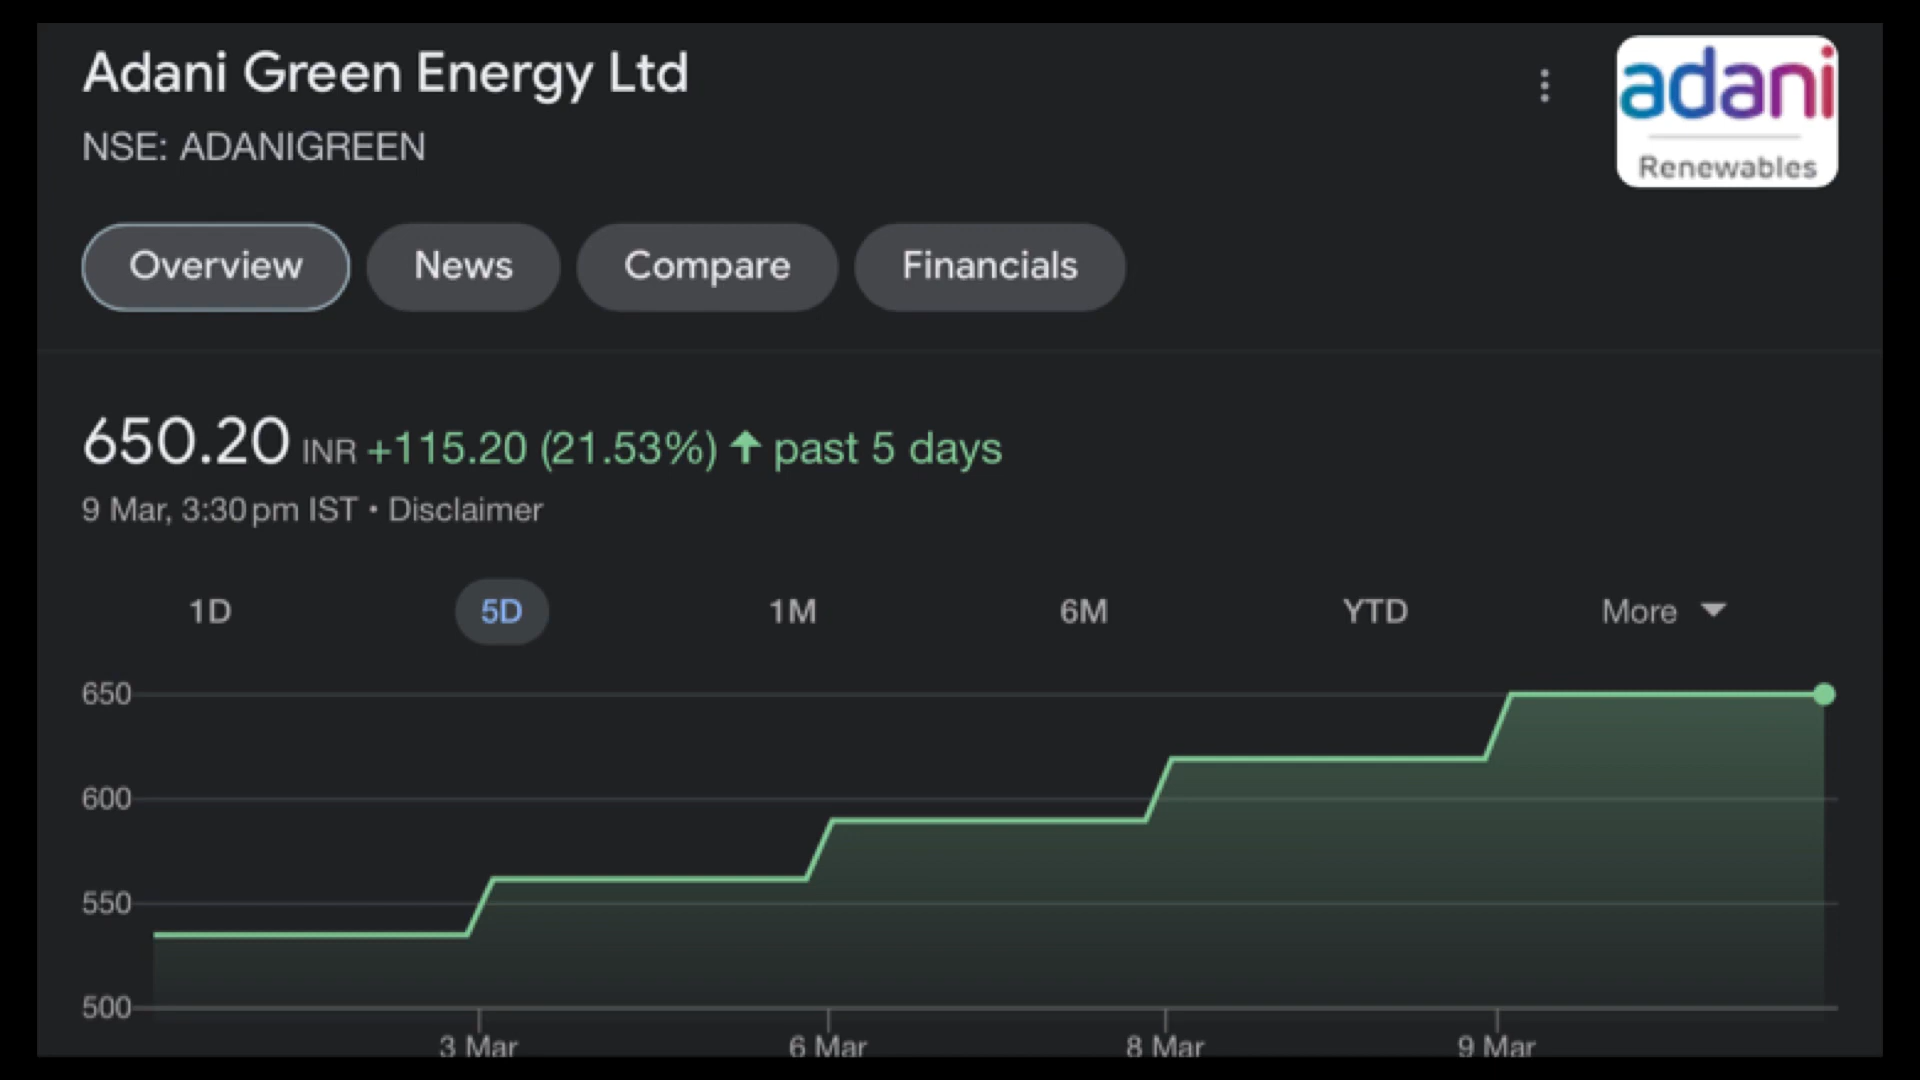 Adani Green Energy Ltd
adani
Renewables
NSE: ADANIGREEN
Overview News Compare Financials
650.20 INR +115.20 (21.53%) ↑ past 5 days
9 Mar, 3:30 pm IST • Disclaimer
1D 5D 1M 6M YTD More
650
600
550
500
3 Mar 6 Mar 8 Mar 9 Mar